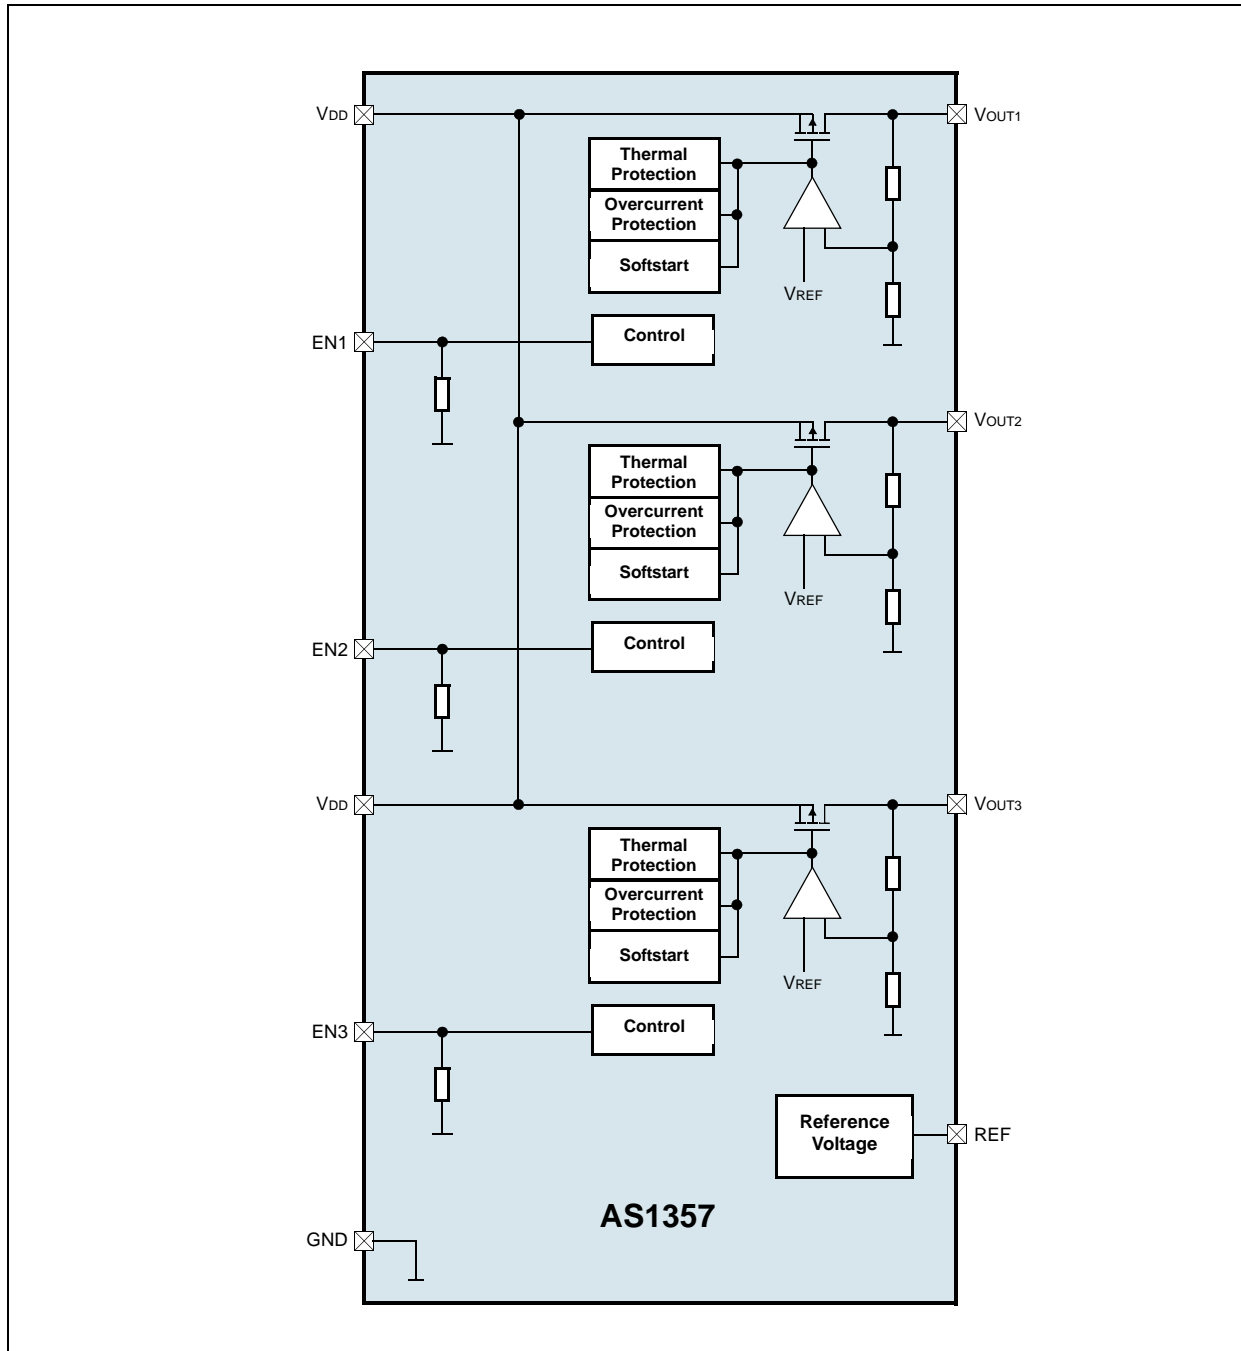 VDD
VOUT1
Thermal
Protection
Overcurrent
Protection
Softstart
VREF
EN1
Control
VOUT2
Thermal
Protection
Overcurrent
Protection
Softstart
VREF
EN2
Control
VDD
VOUT3
Thermal
Protection
Overcurrent
Protection
Softstart
VREF
EN3
Control
Reference
Voltage
REF
AS1357
GND